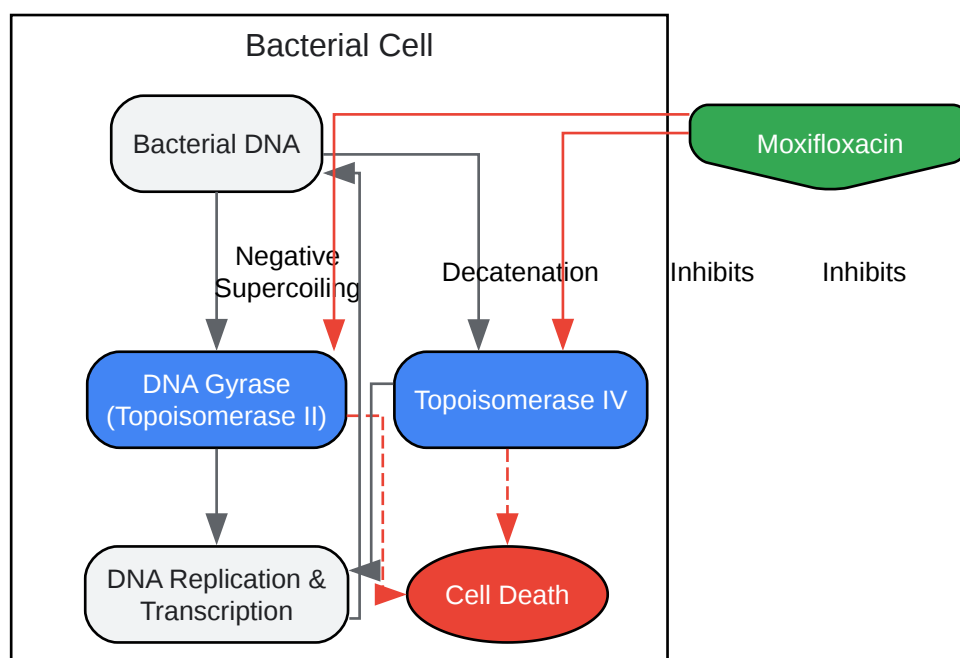 Bacterial Cell
Bacterial DNA
Moxifloxacin
Negative
Supercoiling
Decatenation
Inhibits
Inhibits
DNA Gyrase
(Topoisomerase II)
Topoisomerase IV
DNA Replication &
Transcription
Cell Death